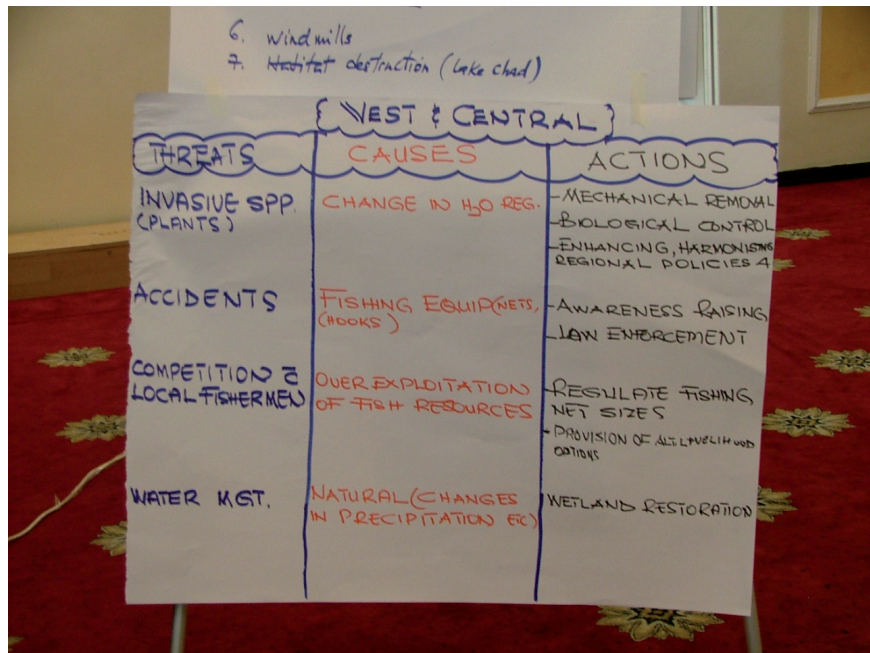 6. windmills
7. Habitat destruction (Lake Chad)
WEST & CENTRAL
THREATS
CAUSES
ACTIONS
INVASIVE SPP.
(PLANTS)
CHANGE IN H₂O REG.
- MECHANICAL REMOVAL
- BIOLOGICAL CONTROL
- ENHANCING, HARMONISING
REGIONAL POLICIES 4
ACCIDENTS
FISHING EQUIP (NETS,
(HOOKS)
- AWARENESS RAISING
- LAW ENFORCEMENT
COMPETITION c̄
LOCAL FISHERMEN
OVER EXPLOITATION
OF FISH RESOURCES
- REGULATE FISHING
NET SIZES
- PROVISION OF ALT. LIVELIHOOD
OPTIONS
WATER MGT.
NATURAL (CHANGES
IN PRECIPITATION ETC)
WETLAND RESTORATION